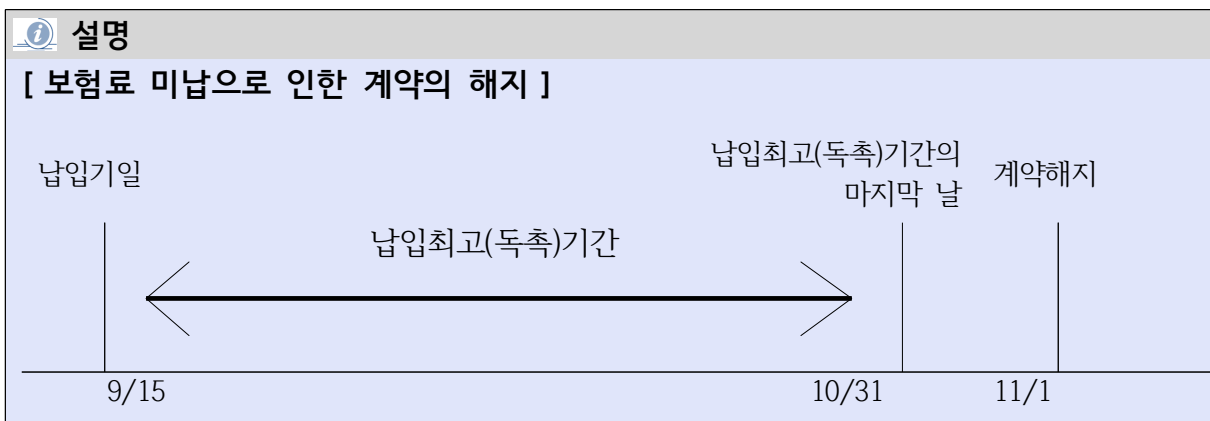 설명
[ 보험료 미납으로 인한 계약의 해지 ]
납입기일
납입최고(독촉)기간의
마지막 날
계약해지
납입최고(독촉)기간
9/15
10/31
11/1